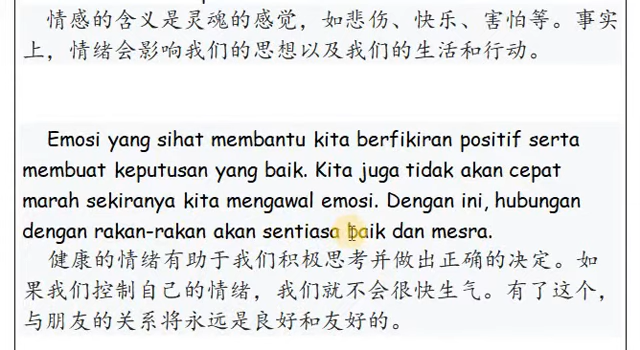 情感的含义是灵魂的感觉，如悲伤、快乐、害怕等。事实
上，情绪会影响我们的思想以及我们的生活和行动。
Emosi yang sihat membantu kita berfikiran positif serta
membuat keputusan yang baik. Kita juga tidak akan cepat
marah sekiranya kita mengawal emosi. Dengan ini, hubungan
dengan rakan-rakan akan sentiasa baik dan mesra.
健康的情绪有助于我们积极思考并做出正确的决定。如
果我们控制自己的情绪，我们就不会很快生气。有了这个，
与朋友的关系将永远是良好和友好的。